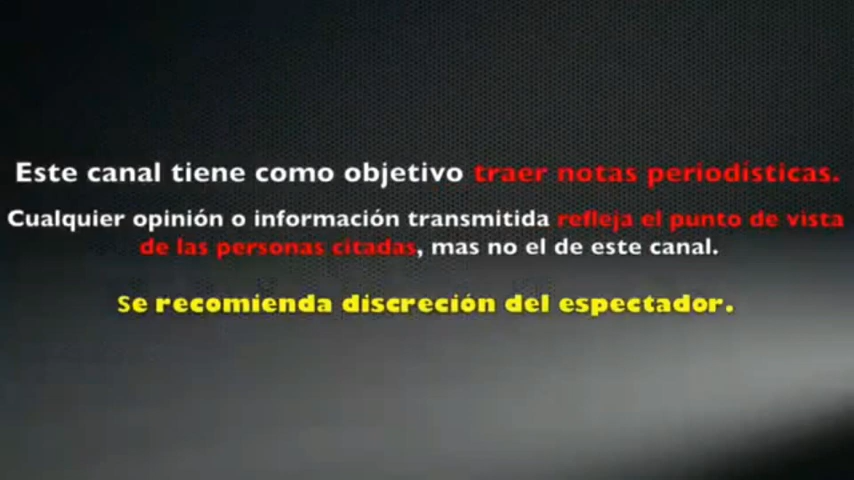 Este canal tiene como objetivo traer notas periodísticas.
Cualquier opinión o información transmitida refleja el punto de vista
de las personas citadas, mas no el de este canal.
Se recomienda discreción del espectador.